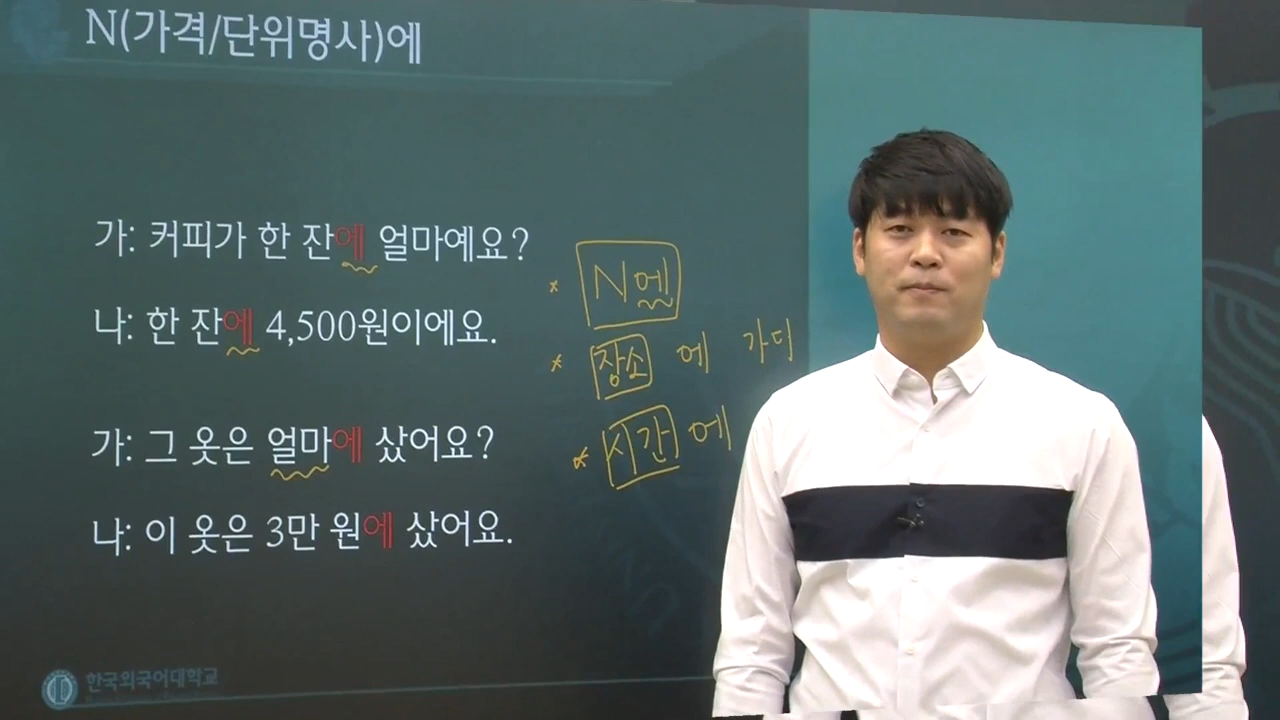 N(가격/단위명사)에
가: 커피가 한 잔에 얼마예요?
나: 한 잔에 4,500원이에요.
가: 그 옷은 얼마에 샀어요?
나: 이 옷은 3만 원에 샀어요.
* N에
* 장소 에 가다
* 시간 에
한국외국어대학교